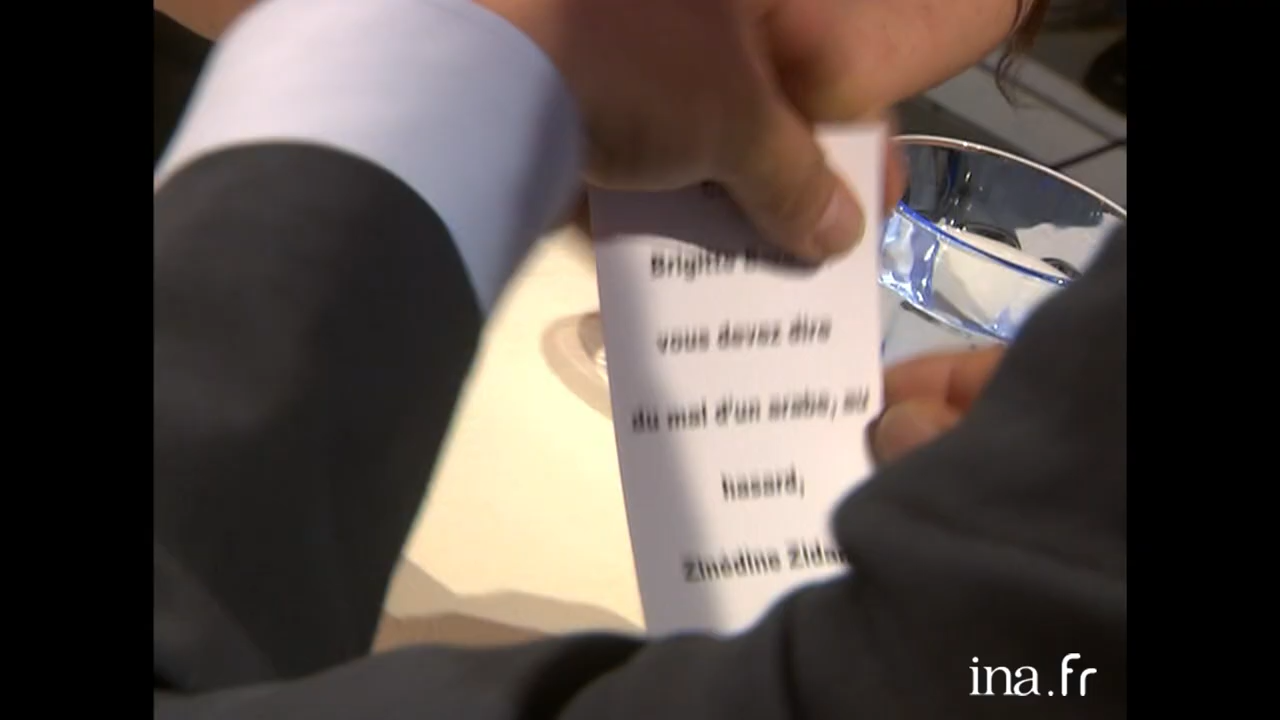 Brigitte
vous devez dire
du mal d'un arabe, au
hasard,
Zinédine
ina.fr